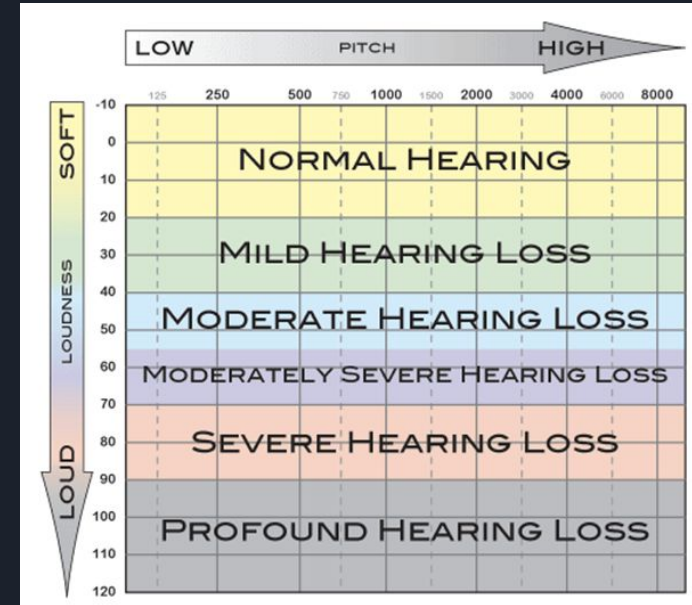 LOW PITCH HIGH
125 250 500 750 1000 1500 2000 3000 4000 6000 8000
SOFT
LOUDNESS
LOUD
-10
0
10
20
30
40
50
60
70
80
90
100
110
120
NORMAL HEARING
MILD HEARING LOSS
MODERATE HEARING LOSS
MODERATELY SEVERE HEARING LOSS
SEVERE HEARING LOSS
PROFOUND HEARING LOSS